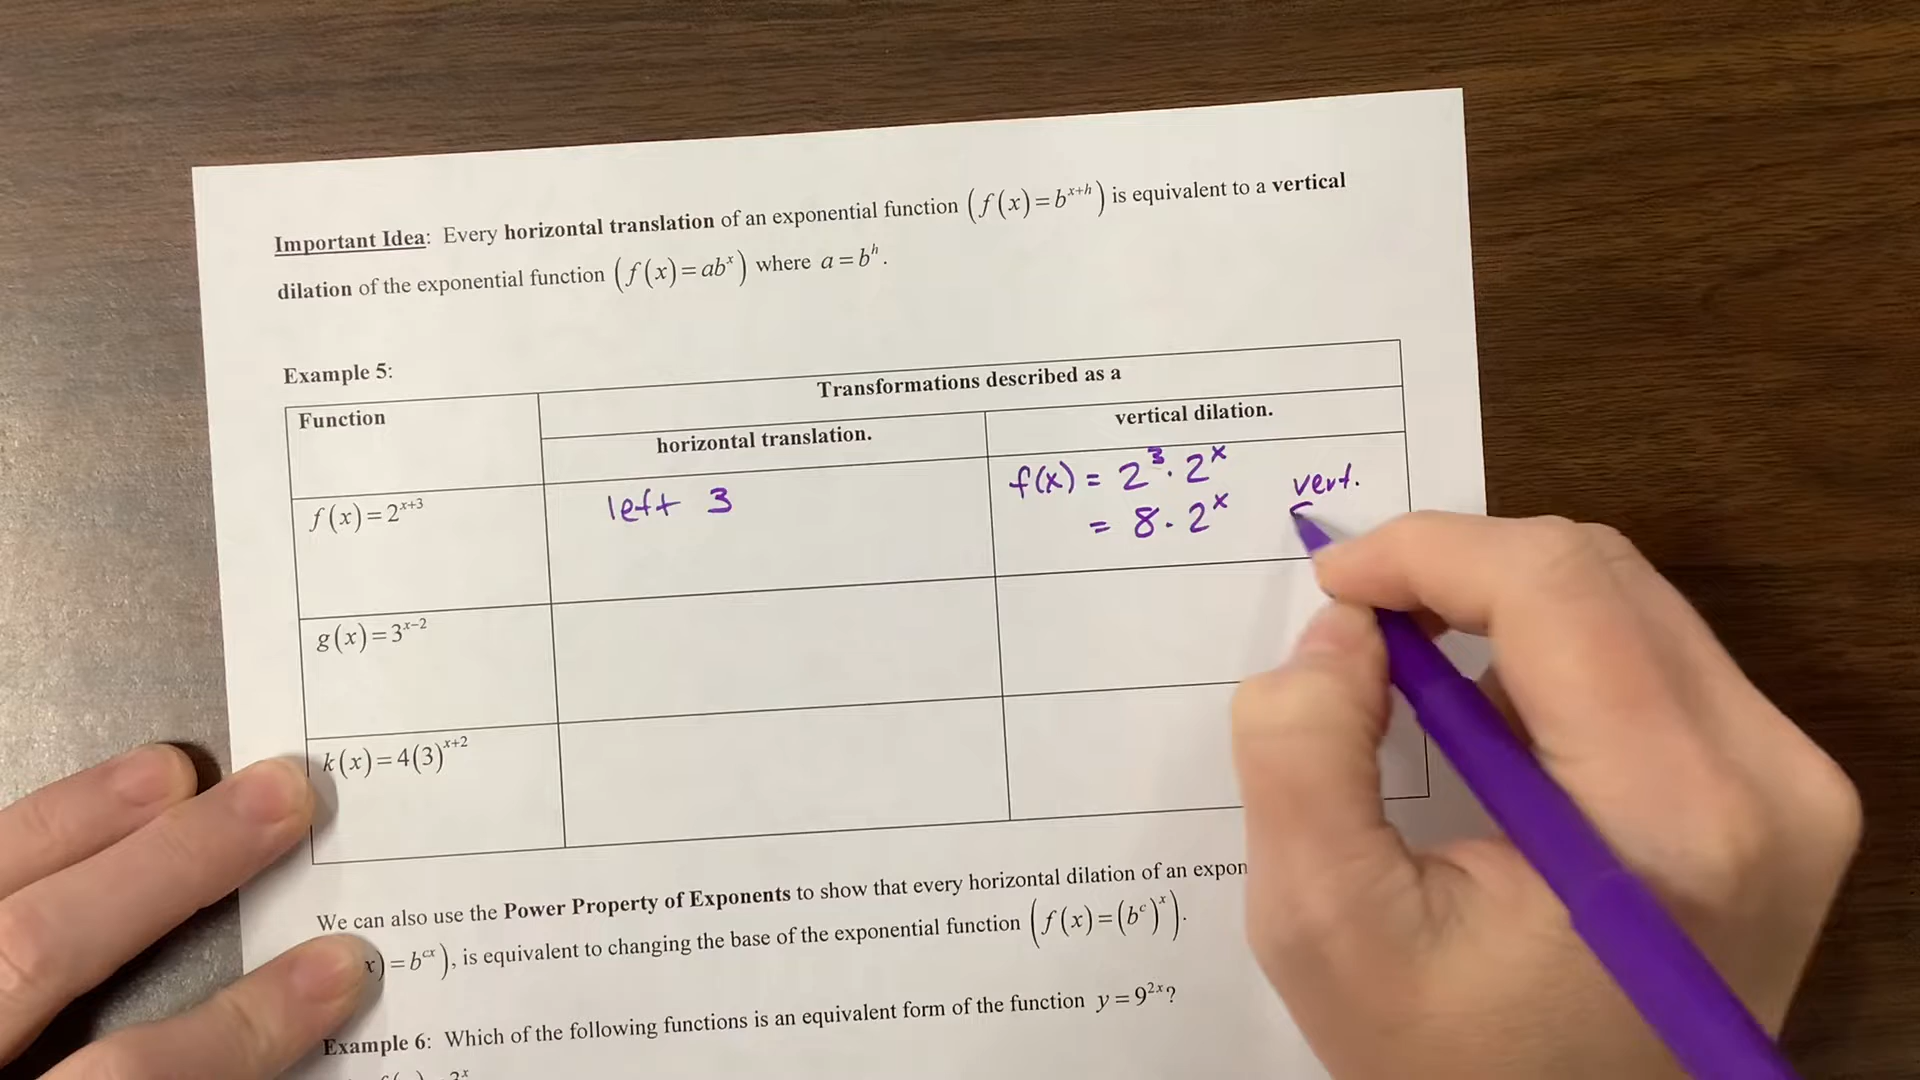 Important Idea: Every horizontal translation of an exponential function (f(x)=b^{x+h}) is equivalent to a vertical
dilation of the exponential function (f(x)=ab^x) where a=b^h.
Example 5:
Function
Transformations described as a
horizontal translation.
vertical dilation.
f(x)=2^{x+3}
left 3
f(x) = 2^3 · 2^x
= 8 · 2^x
vert.
g(x)=3^{x−2}
k(x)=4(3)^{x+2}
We can also use the Power Property of Exponents to show that every horizontal dilation of an expon
x)=b^{cx}), is equivalent to changing the base of the exponential function (f(x)=(b^c)^x).
Example 6: Which of the following functions is an equivalent form of the function y=9^{2x}?